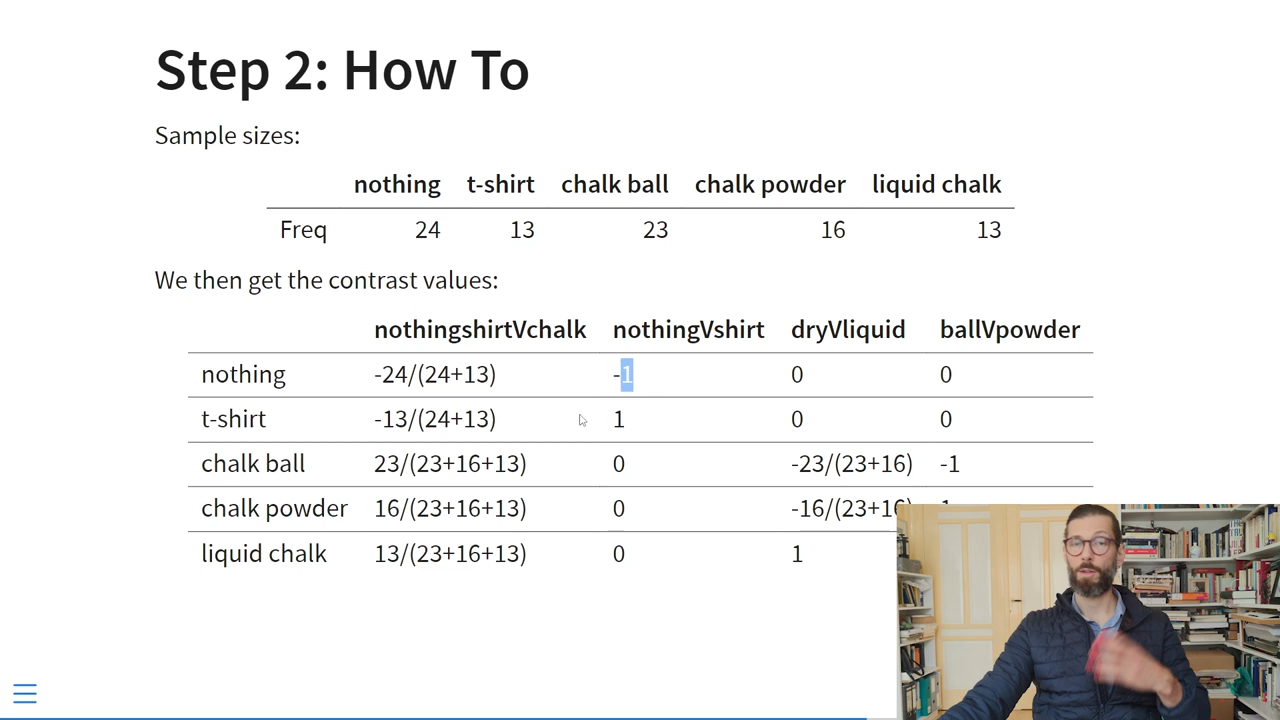 Step 2: How To
Sample sizes:
nothing t-shirt chalk ball chalk powder liquid chalk
Freq 24 13 23 16 13
We then get the contrast values:
nothingshirtVchalk nothingVshirt dryVliquid ballVpowder
nothing -24/(24+13) -1 0 0
t-shirt -13/(24+13) 1 0 0
chalk ball 23/(23+16+13) 0 -23/(23+16) -1
chalk powder 16/(23+16+13) 0 -16/(23+16)
liquid chalk 13/(23+16+13) 0 1